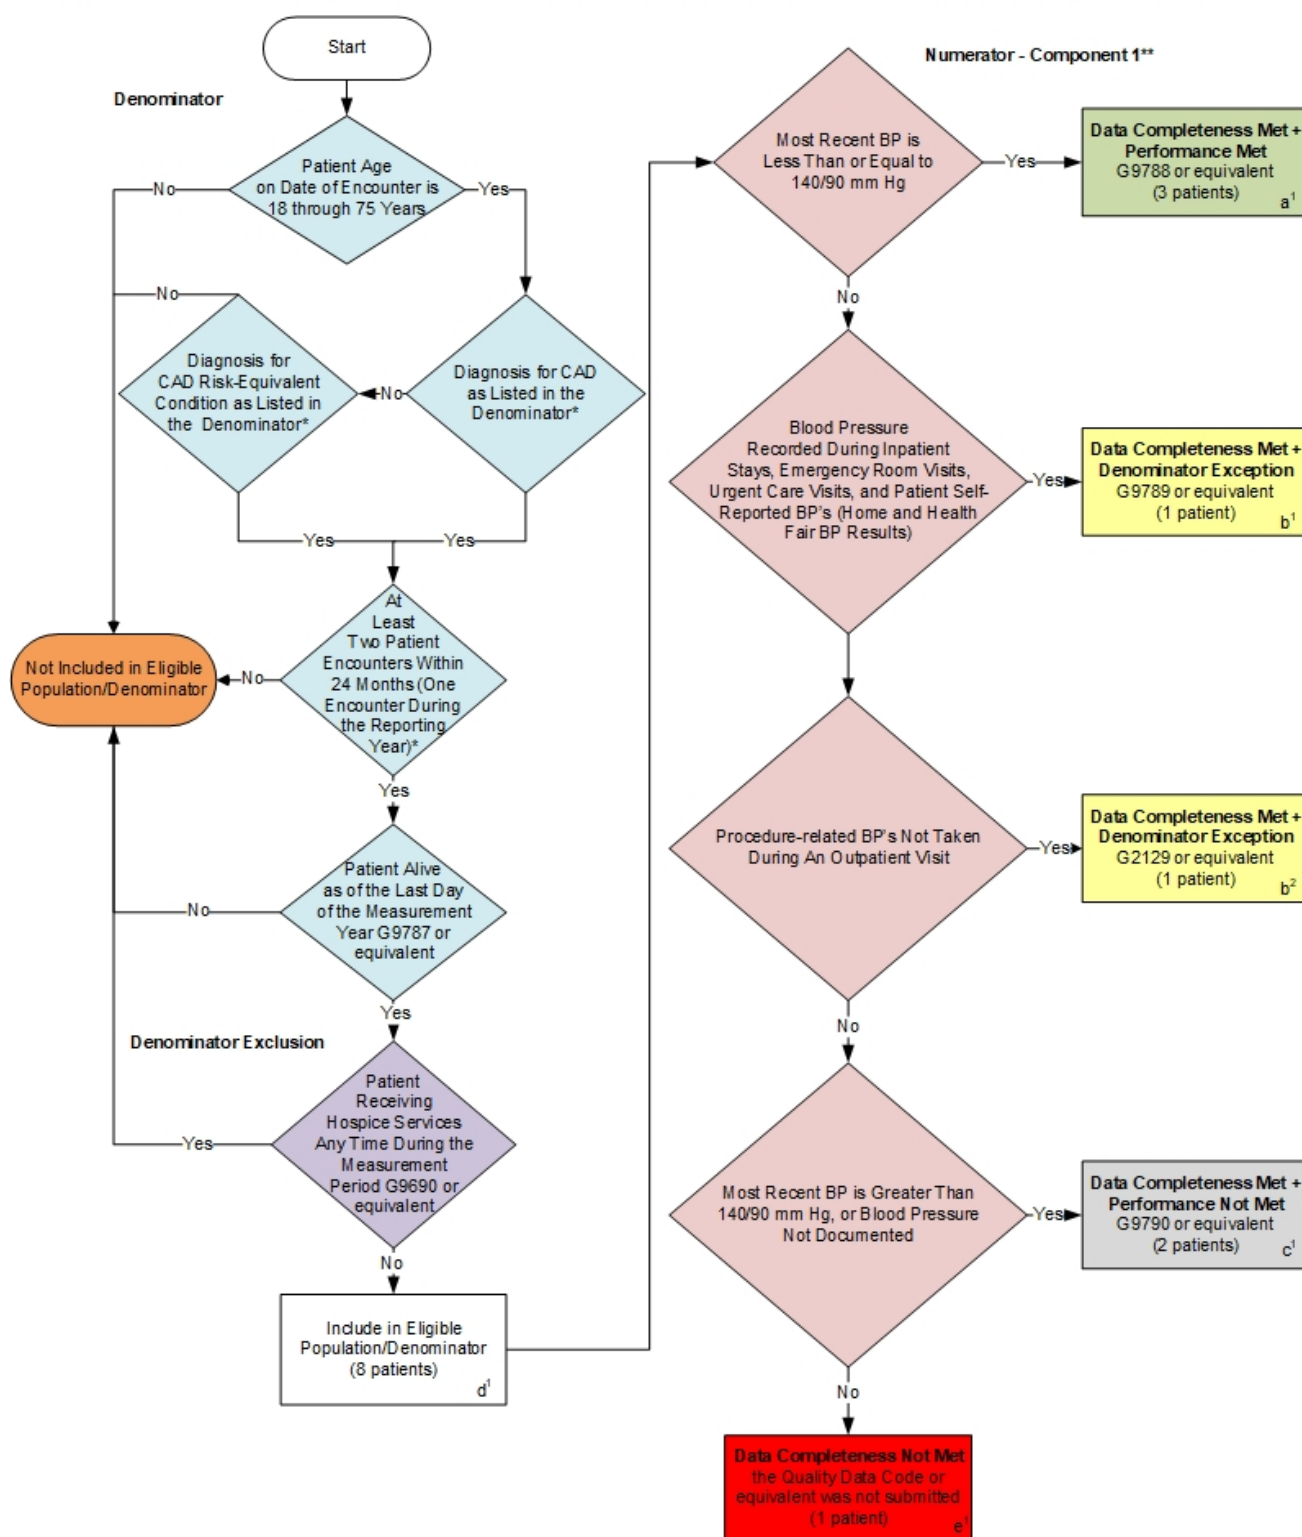 Start
Denominator
Patient Age
on Date of Encounter is
18 through 75 Years
No
Yes
No
Diagnosis for
CAD Risk-Equivalent
Condition as Listed in
the Denominator*
No
Diagnosis for CAD
as Listed in the
Denominator*
Yes
Yes
At
Least
Two Patient
Encounters Within
24 Months (One
Encounter During
the Reporting
Year)*
No
Not Included in Eligible
Population/Denominator
Yes
Patient Alive
as of the Last Day
of the Measurement
Year G9787 or
equivalent
No
Yes
Denominator Exclusion
Patient
Receiving
Hospice Services
Any Time During the
Measurement
Period G9690 or
equivalent
Yes
No
Include in Eligible
Population/Denominator
(8 patients)
d¹
Numerator - Component 1**
Most Recent BP is
Less Than or Equal to
140/90 mm Hg
Yes
Data Completeness Met +
Performance Met
G9788 or equivalent
(3 patients)
a¹
No
Blood Pressure
Recorded During Inpatient
Stays, Emergency Room Visits,
Urgent Care Visits, and Patient Self-
Reported BP's (Home and Health
Fair BP Results)
Yes
Data Completeness Met +
Denominator Exception
G9789 or equivalent
(1 patient)
b¹
Procedure-related BP's Not Taken
During An Outpatient Visit
Yes
Data Completeness Met +
Denominator Exception
G2129 or equivalent
(1 patient)
b²
No
Most Recent BP is Greater Than
140/90 mm Hg, or Blood Pressure
Not Documented
Yes
Data Completeness Met +
Performance Not Met
G9790 or equivalent
(2 patients)
c¹
No
Data Completeness Not Met
the Quality Data Code or
equivalent was not submitted
(1 patient)
e¹